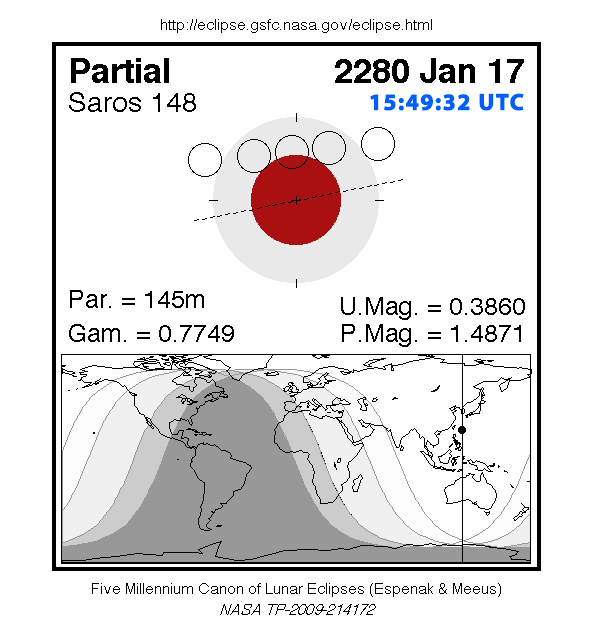 http://eclipse.gsfc.nasa.gov/eclipse.html
Partial
2280 Jan 17
Saros 148
15:49:32 UTC
Par. = 145m
U.Mag. = 0.3860
Gam. = 0.7749
P.Mag. = 1.4871
Five Millennium Canon of Lunar Eclipses (Espenak & Meeus)
NASA TP-2009-214172